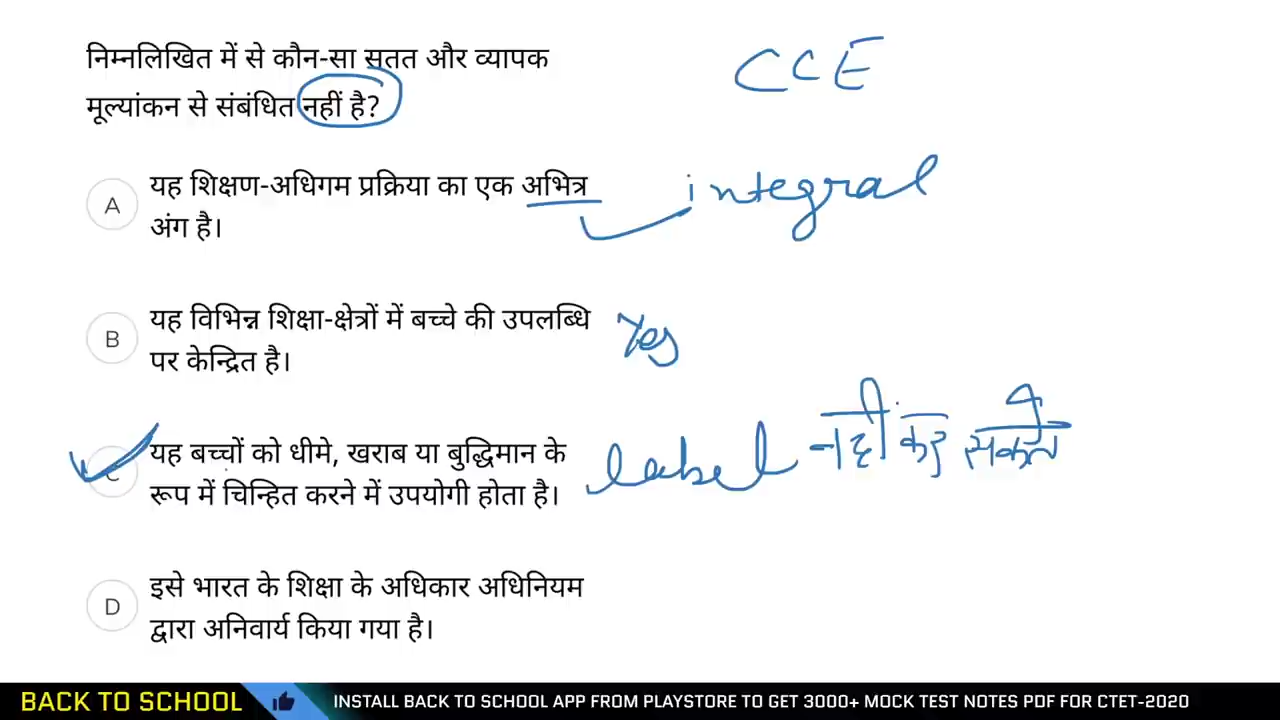 निम्नलिखित में से कौन-सा सतत और व्यापक
मूल्यांकन से संबंधित नहीं है?
CCE
A
यह शिक्षण-अधिगम प्रक्रिया का एक अभित्र
अंग है।
integral
B
यह विभिन्न शिक्षा-क्षेत्रों में बच्चे की उपलब्धि
पर केन्द्रित है।
Yes
C
यह बच्चों को धीमे, खराब या बुद्धिमान के
रूप में चिन्हित करने में उपयोगी होता है।
label नही कह सकते
D
इसे भारत के शिक्षा के अधिकार अधिनियम
द्वारा अनिवार्य किया गया है।
BACK TO SCHOOL
INSTALL BACK TO SCHOOL APP FROM PLAYSTORE TO GET 3000+ MOCK TEST NOTES PDF FOR CTET-2020